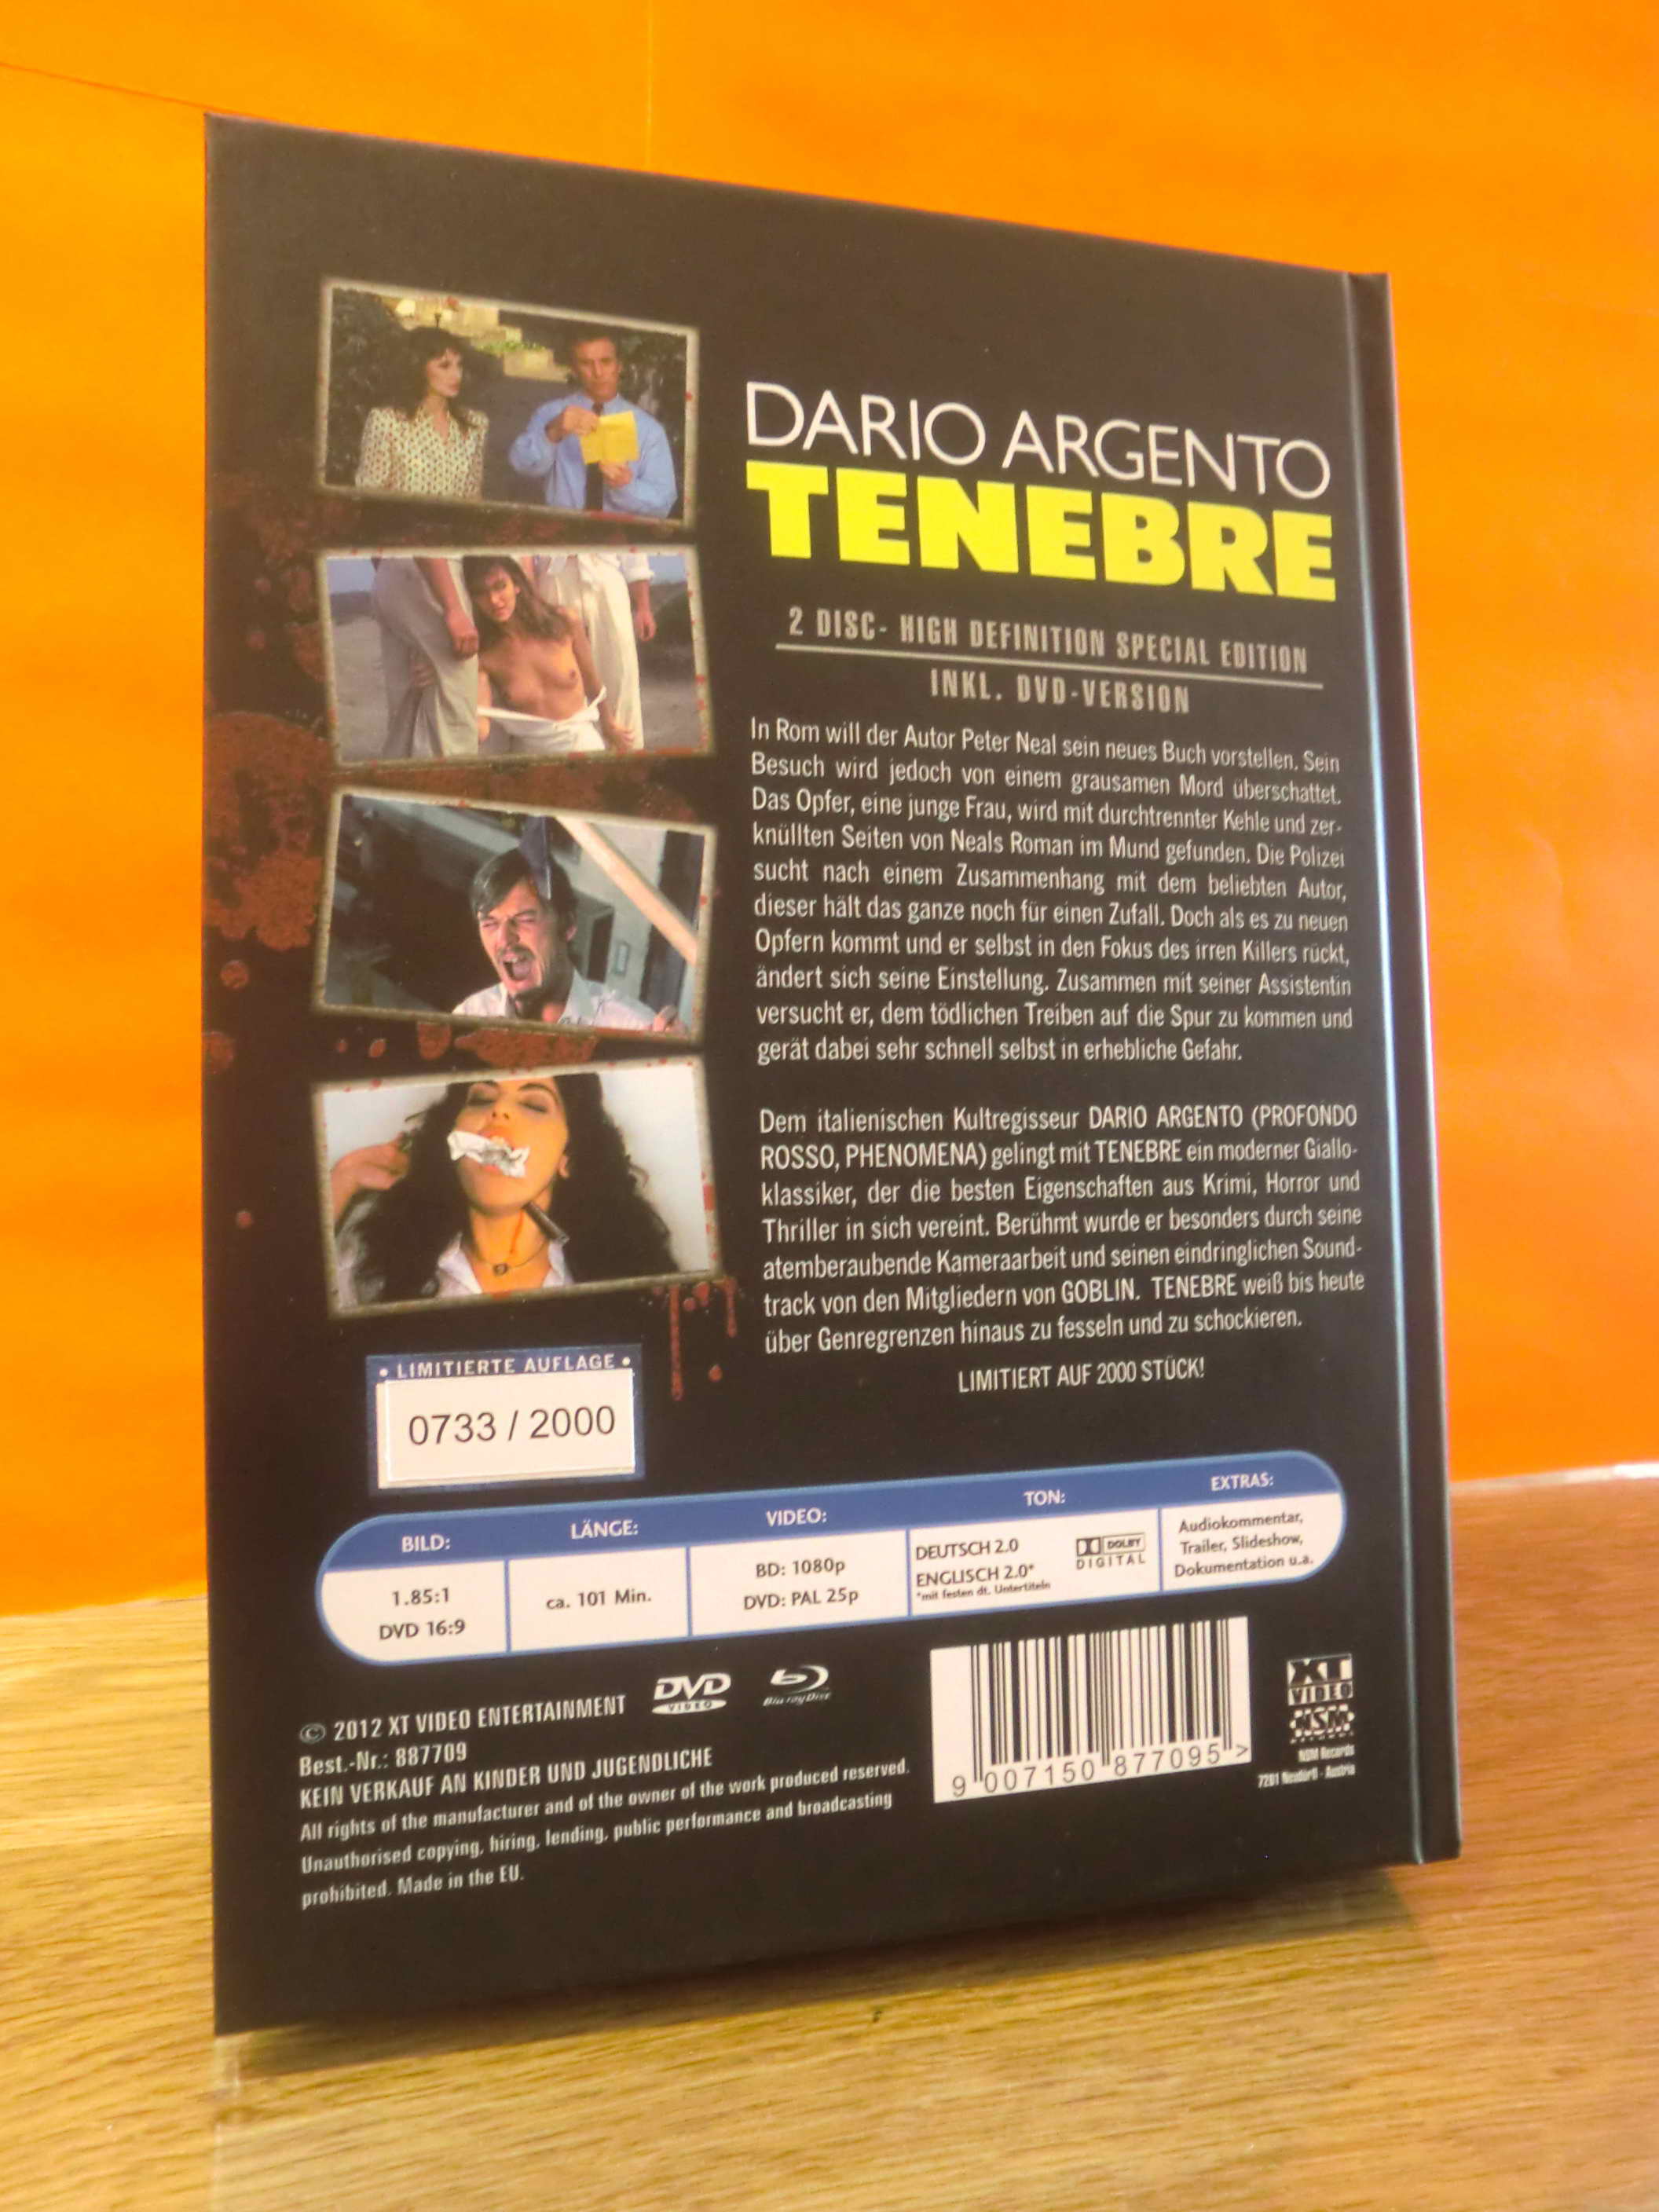 DARIO ARGENTO
TENEBRE
2 DISC- HIGH DEFINITION SPECIAL EDITION
INKL. DVD-VERSION
In Rom will der Autor Peter Neal sein neues Buch vorstellen. Sein
Besuch wird jedoch von einem grausamen Mord überschattet.
Das Opfer, eine junge Frau, wird mit durchtrennter Kehle und zer-
knüllten Seiten von Neals Roman im Mund gefunden. Die Polizei
sucht nach einem Zusammenhang mit dem beliebten Autor,
dieser hält das ganze noch für einen Zufall. Doch als es zu neuen
Opfern kommt und er selbst in den Fokus des irren Killers rückt,
ändert sich seine Einstellung. Zusammen mit seiner Assistentin
versucht er, dem tödlichen Treiben auf die Spur zu kommen und
gerät dabei sehr schnell selbst in erhebliche Gefahr.
Dem italienischen Kultregisseur DARIO ARGENTO (PROFONDO
ROSSO, PHENOMENA) gelingt mit TENEBRE ein moderner Giallo-
klassiker, der die besten Eigenschaften aus Krimi, Horror und
Thriller in sich vereint. Berühmt wurde er besonders durch seine
atemberaubende Kameraarbeit und seinen eindringlichen Sound-
track von den Mitgliedern von GOBLIN. TENEBRE weiß bis heute
über Genregrenzen hinaus zu fesseln und zu schockieren.
LIMITIERT AUF 2000 STÜCK!
• LIMITIERTE AUFLAGE •
0733 / 2000
BILD:
1.85:1
DVD 16:9
LÄNGE:
ca. 101 Min.
VIDEO:
BD: 1080p
DVD: PAL 25p
TON:
DEUTSCH 2.0
ENGLISCH 2.0*
*mit festen dt. Untertiteln
DOLBY
DIGITAL
EXTRAS:
Audiokommentar,
Trailer, Slideshow,
Dokumentation u.a.
DVD
VIDEO
Blu-ray Disc
© 2012 XT VIDEO ENTERTAINMENT
Best.-Nr.: 887709
KEIN VERKAUF AN KINDER UND JUGENDLICHE
All rights of the manufacturer and of the owner of the work produced reserved.
Unauthorised copying, hiring, lending, public performance and broadcasting
prohibited. Made in the EU.
9 007150 877095 >
XT
VIDEO
NSM
NSM Records
7201 Neudörfl - Austria